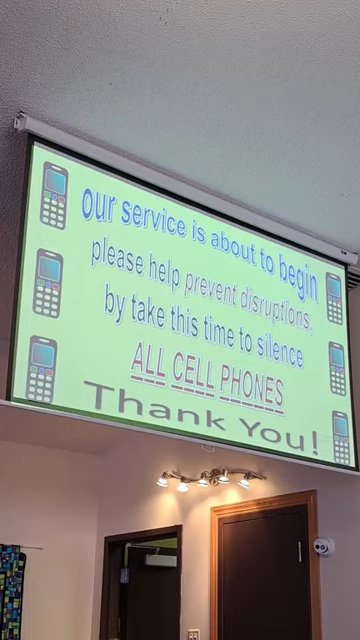 our service is about to begin
please help prevent disruptions,
by take this time to silence
ALL CELL PHONES
Thank You!